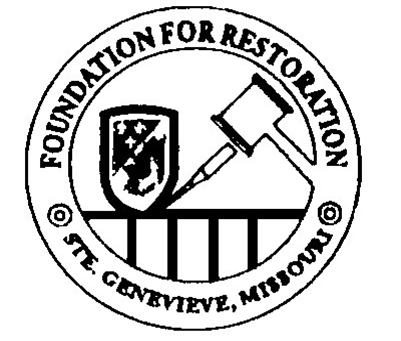 FOUNDATION FOR RESTORATION
STE. GENEVIEVE, MISSOURI